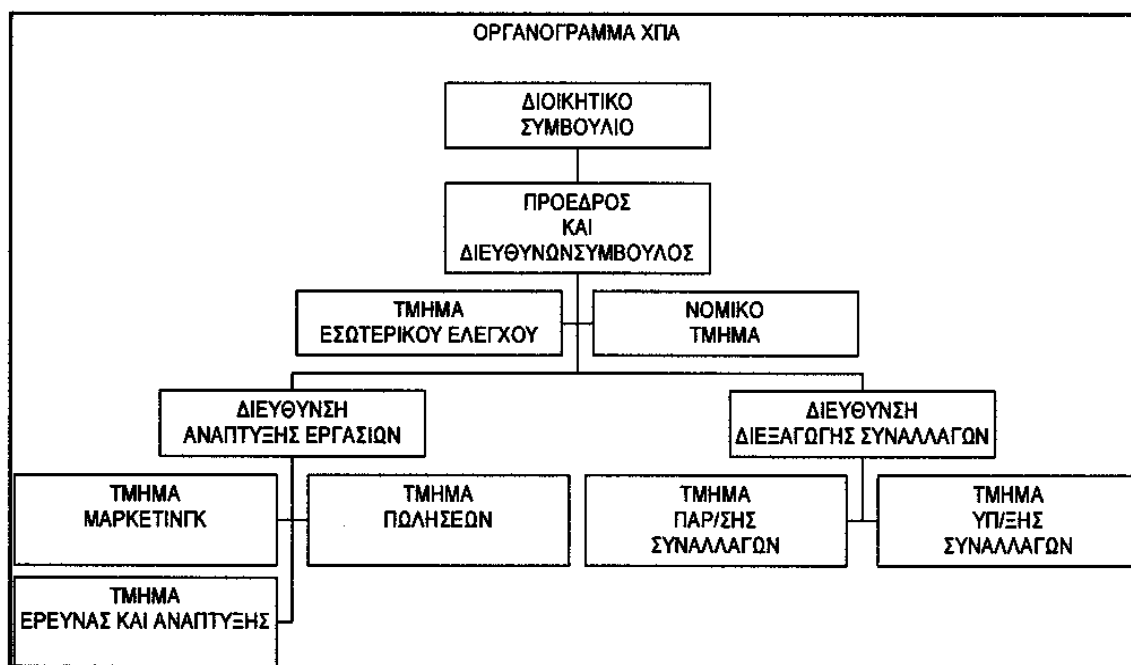 ΟΡΓΑΝΟΓΡΑΜΜΑ ΧΠΑ
ΔΙΟΙΚΗΤΙΚΟ
ΣΥΜΒΟΥΛΙΟ
ΠΡΟΕΔΡΟΣ
ΚΑΙ
ΔΙΕΥΘΥΝΩΝΣΥΜΒΟΥΛΟΣ
ΤΜΗΜΑ
ΕΣΩΤΕΡΙΚΟΥ ΕΛΕΓΧΟΥ
ΝΟΜΙΚΟ
ΤΜΗΜΑ
ΔΙΕΥΘΥΝΣΗ
ΑΝΑΠΤΥΞΗΣ ΕΡΓΑΣΙΩΝ
ΔΙΕΥΘΥΝΣΗ
ΔΙΕΞΑΓΩΓΗΣ ΣΥΝΑΛΛΑΓΩΝ
ΤΜΗΜΑ
ΜΑΡΚΕΤΙΝΓΚ
ΤΜΗΜΑ
ΠΩΛΗΣΕΩΝ
ΤΜΗΜΑ
ΠΑΡ/ΣΗΣ
ΣΥΝΑΛΛΑΓΩΝ
ΤΜΗΜΑ
ΥΠ/ΞΗΣ
ΣΥΝΑΛΛΑΓΩΝ
ΤΜΗΜΑ
ΕΡΕΥΝΑΣ ΚΑΙ ΑΝΑΠΤΥΞΗΣ